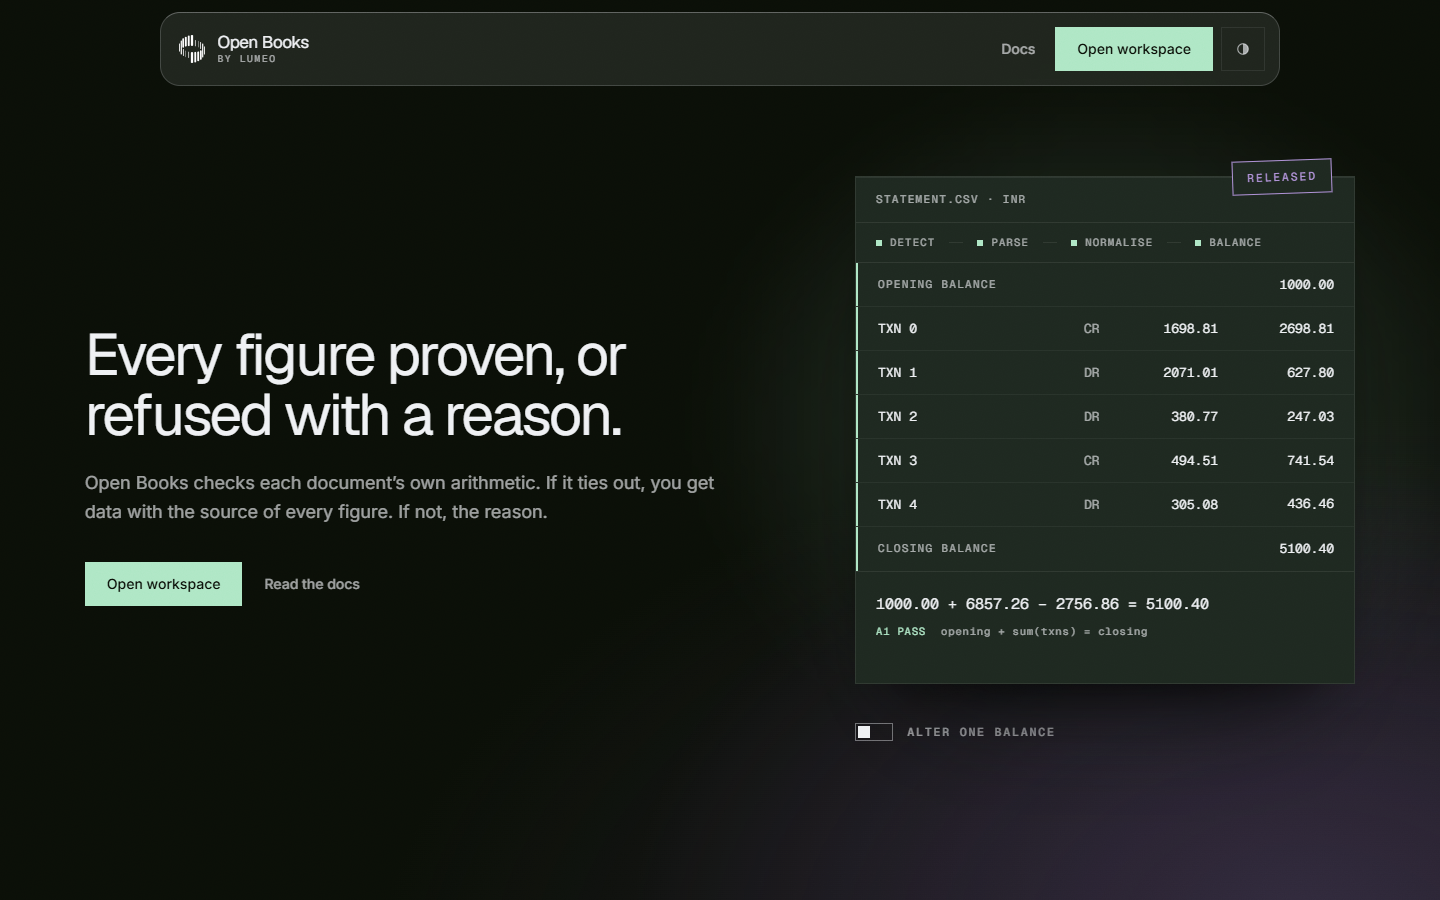 Open Books
BY LUMEO
Docs
Open workspace
Every figure proven, or
refused with a reason.
Open Books checks each document's own arithmetic. If it ties out, you get
data with the source of every figure. If not, the reason.
Open workspace
Read the docs
RELEASED
STATEMENT.CSV · INR
DETECT PARSE NORMALISE BALANCE
OPENING BALANCE 1000.00
TXN 0 CR 1698.81 2698.81
TXN 1 DR 2071.01 627.80
TXN 2 DR 380.77 247.03
TXN 3 CR 494.51 741.54
TXN 4 DR 305.08 436.46
CLOSING BALANCE 5100.40
1000.00 + 6857.26 − 2756.86 = 5100.40
A1 PASS opening + sum(txns) = closing
ALTER ONE BALANCE